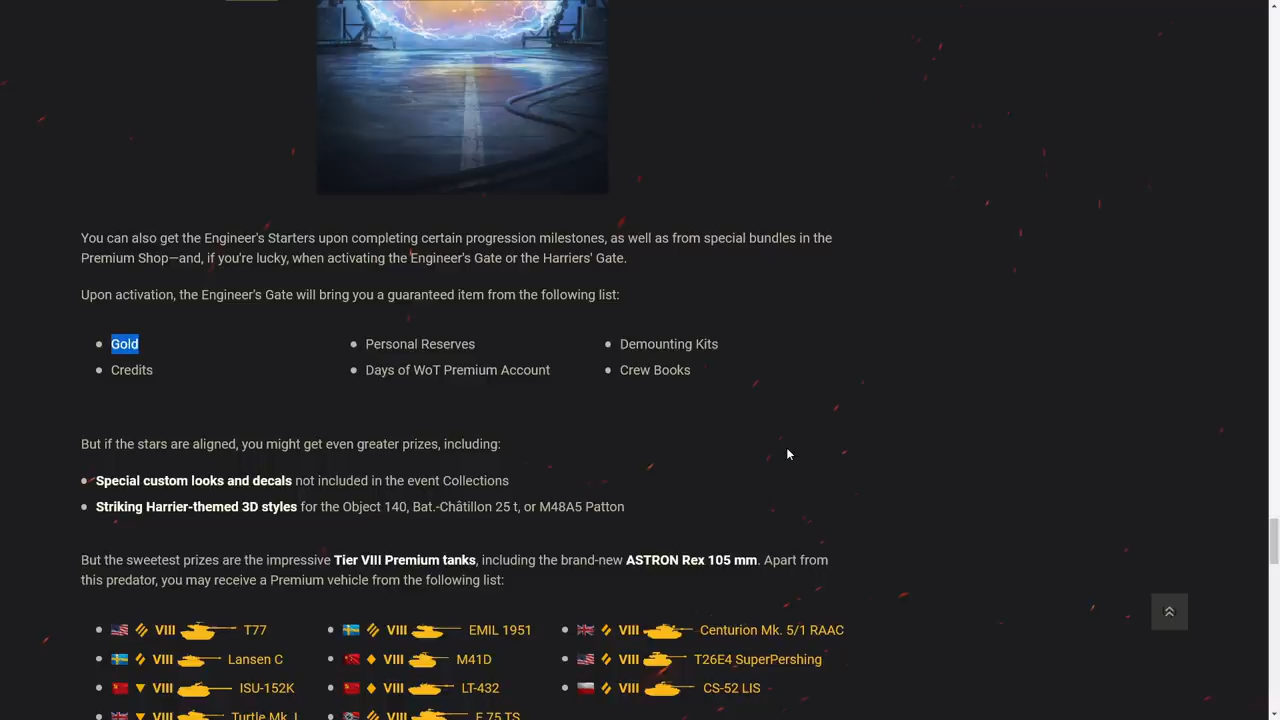 You can also get the Engineer's Starters upon completing certain progression milestones, as well as from special bundles in the
Premium Shop—and, if you're lucky, when activating the Engineer's Gate or the Harriers' Gate.
Upon activation, the Engineer's Gate will bring you a guaranteed item from the following list:
Gold Personal Reserves Demounting Kits
Credits Days of WoT Premium Account Crew Books
But if the stars are aligned, you might get even greater prizes, including:
Special custom looks and decals not included in the event Collections
Striking Harrier-themed 3D styles for the Object 140, Bat.-Châtillon 25 t, or M48A5 Patton
But the sweetest prizes are the impressive Tier VIII Premium tanks, including the brand-new ASTRON Rex 105 mm. Apart from
this predator, you may receive a Premium vehicle from the following list:
VIII T77 VIII EMIL 1951 VIII Centurion Mk. 5/1 RAAC
VIII Lansen C VIII M41D VIII T26E4 SuperPershing
VIII ISU-152K VIII LT-432 VIII CS-52 LIS
VIII Turtle Mk. I VIII E 75 TS